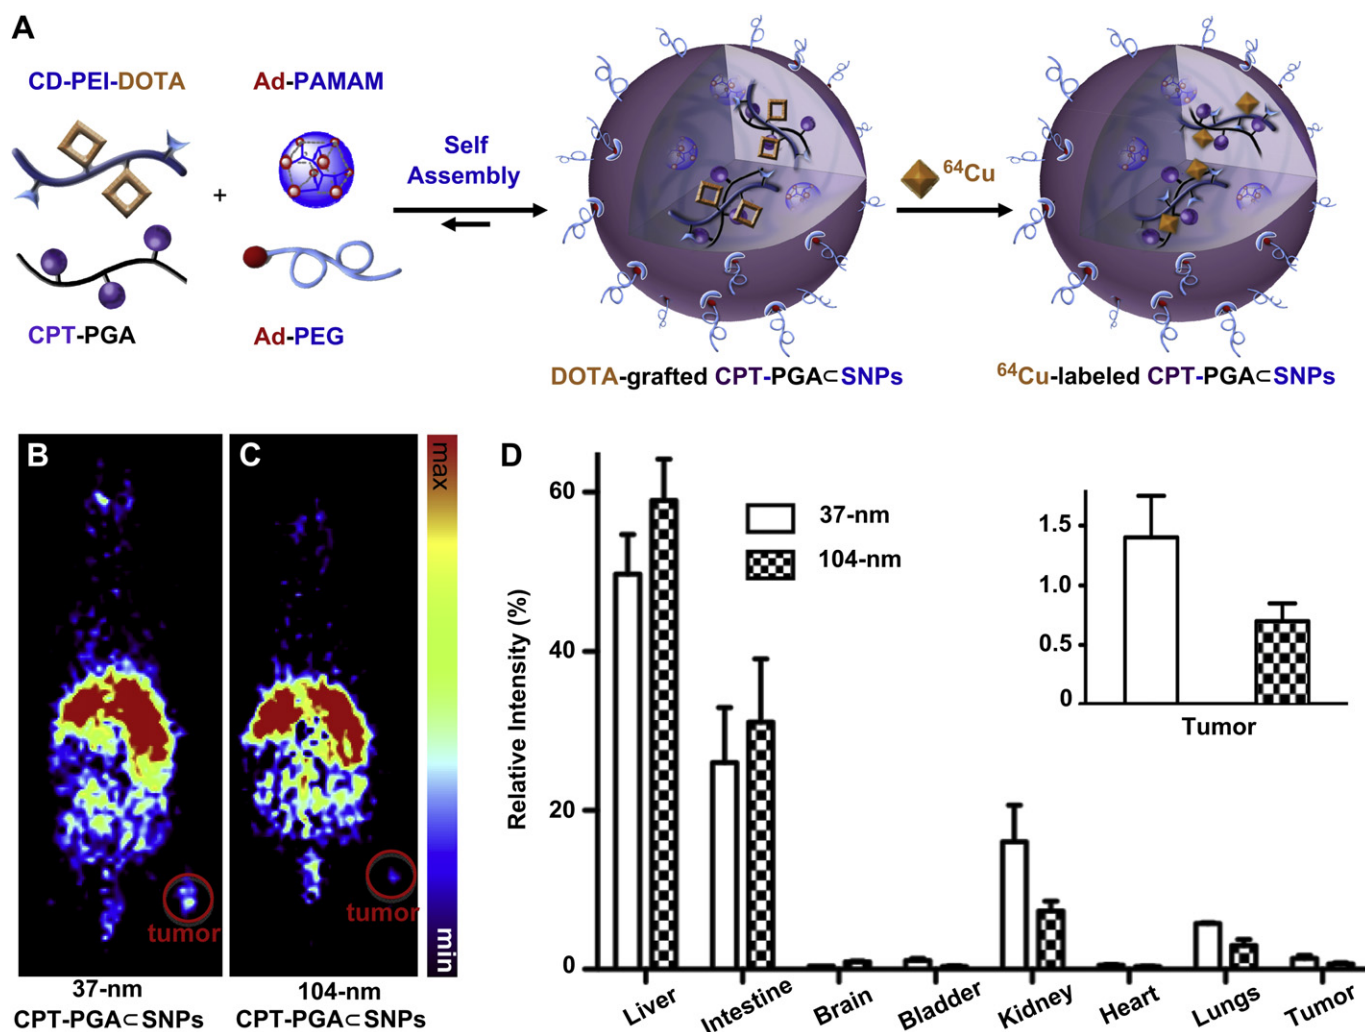 A
CD-PEI-DOTA
Ad-PAMAM
+
CPT-PGA
Ad-PEG
Self
Assembly
⁶⁴Cu
DOTA-grafted CPT-PGA⊂SNPs
⁶⁴Cu-labeled CPT-PGA⊂SNPs
B
tumor
37-nm
CPT-PGA⊂SNPs
C
tumor
104-nm
CPT-PGA⊂SNPs
max
min
D
Relative Intensity (%)
60
40
20
0
37-nm
104-nm
Liver
Intestine
Brain
Bladder
Kidney
Heart
Lungs
Tumor
1.5
1.0
0.5
0
Tumor